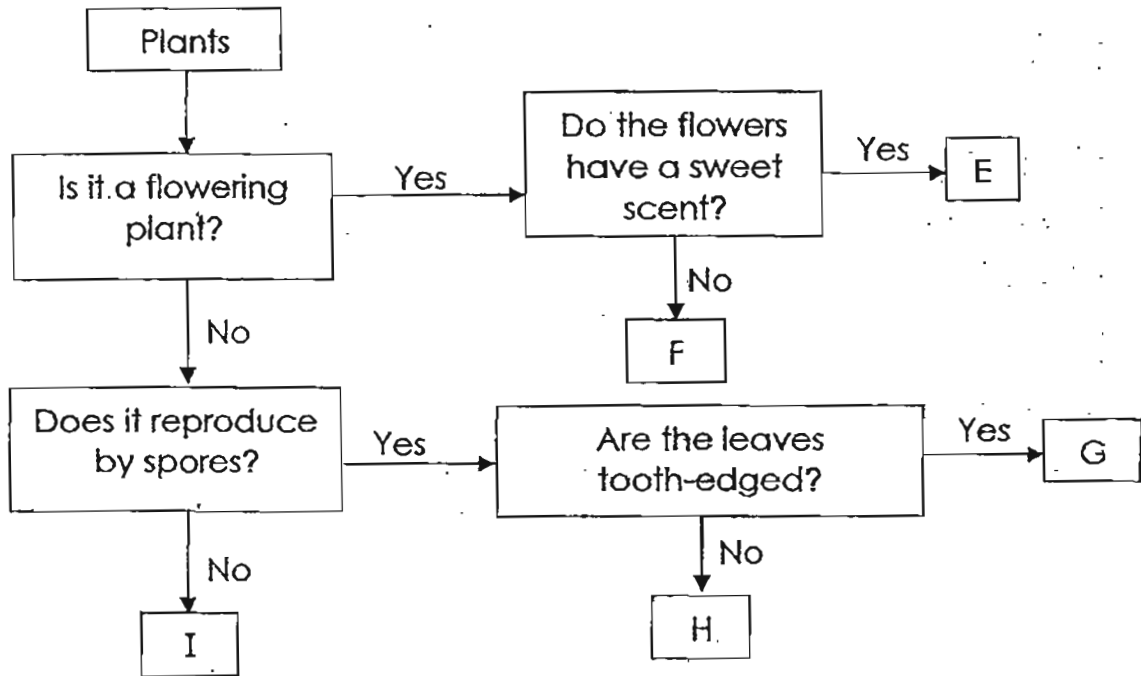 Plants
Is it a flowering
plant?
Yes
Do the flowers
have a sweet
scent?
Yes
E
No
F
No
Does it reproduce
by spores?
Yes
Are the leaves
tooth-edged?
Yes
G
No
H
No
I